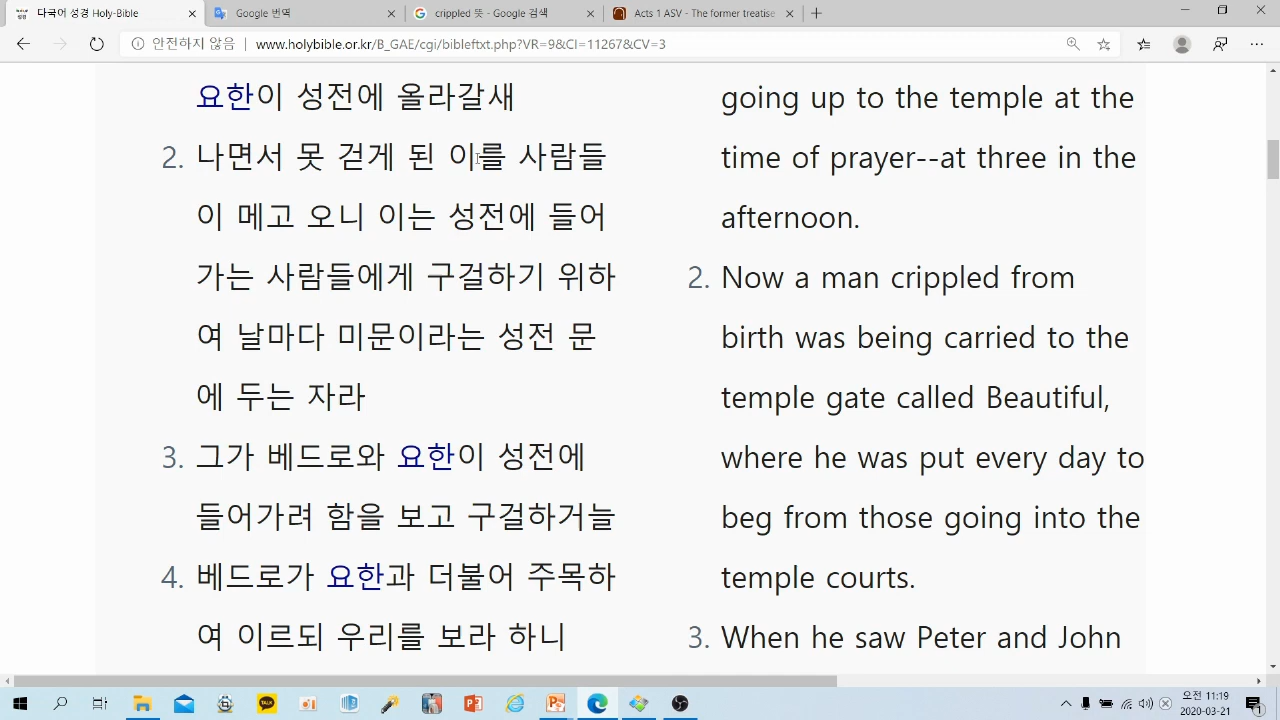 다국어 성경 Holy-Bible
Google 번역
crippled 뜻 - Google 검색
Acts 1 ASV - The former treatise
안전하지 않음
www.holybible.or.kr/B_GAE/cgi/bibleftxt.php?VR=9&CI=11267&CV=3
요한이 성전에 올라갈새
2. 나면서 못 걷게 된 이를 사람들
이 메고 오니 이는 성전에 들어
가는 사람들에게 구걸하기 위하
여 날마다 미문이라는 성전 문
에 두는 자라
3. 그가 베드로와 요한이 성전에
들어가려 함을 보고 구걸하거늘
4. 베드로가 요한과 더불어 주목하
여 이르되 우리를 보라 하니
going up to the temple at the
time of prayer--at three in the
afternoon.
2. Now a man crippled from
birth was being carried to the
temple gate called Beautiful,
where he was put every day to
beg from those going into the
temple courts.
3. When he saw Peter and John
TALK
오전 11:19
2020-03-21
1